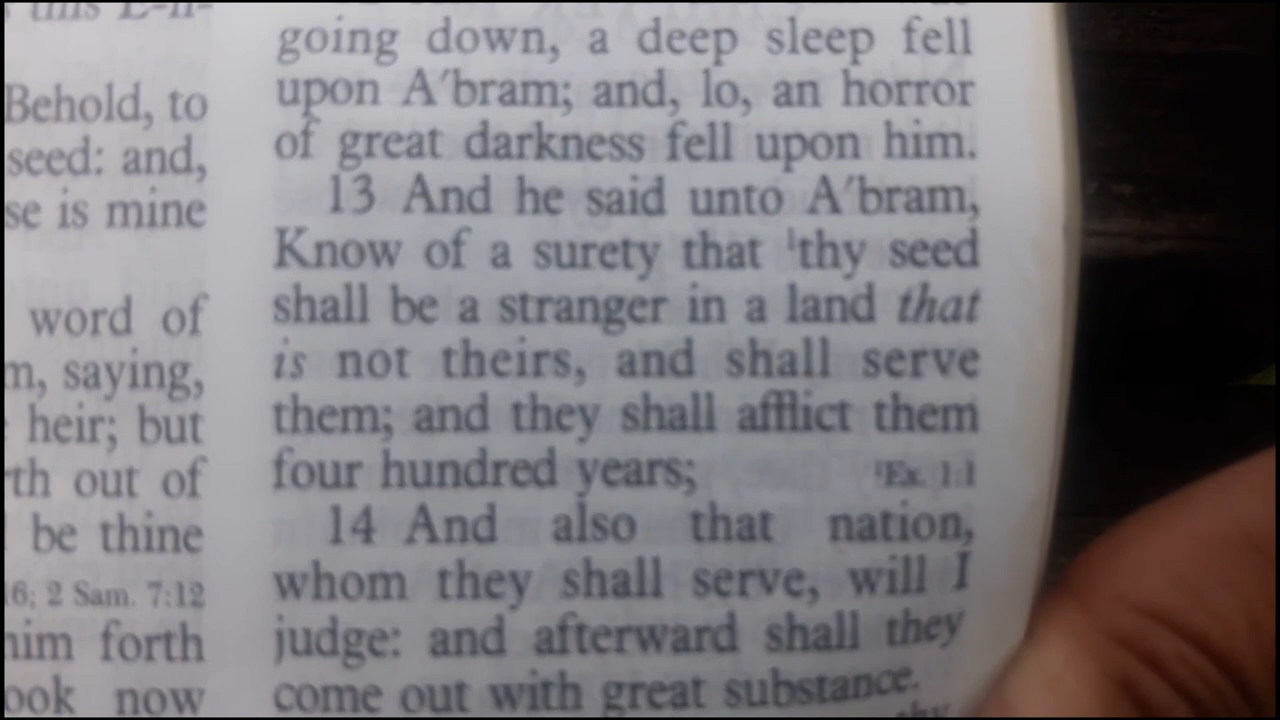 this E-li-
Behold, to
seed: and,
se is mine
word of
m, saying,
heir; but
th out of
be thine
16; 2 Sam. 7:12
him forth
ook now
going down, a deep sleep fell
upon A′bram; and, lo, an horror
of great darkness fell upon him.
13 And he said unto A′bram,
Know of a surety that ¹thy seed
shall be a stranger in a land that
is not theirs, and shall serve
them; and they shall afflict them
four hundred years; ¹Ex. 1:1
14 And also that nation,
whom they shall serve, will I
judge: and afterward shall they
come out with great substance.
thy